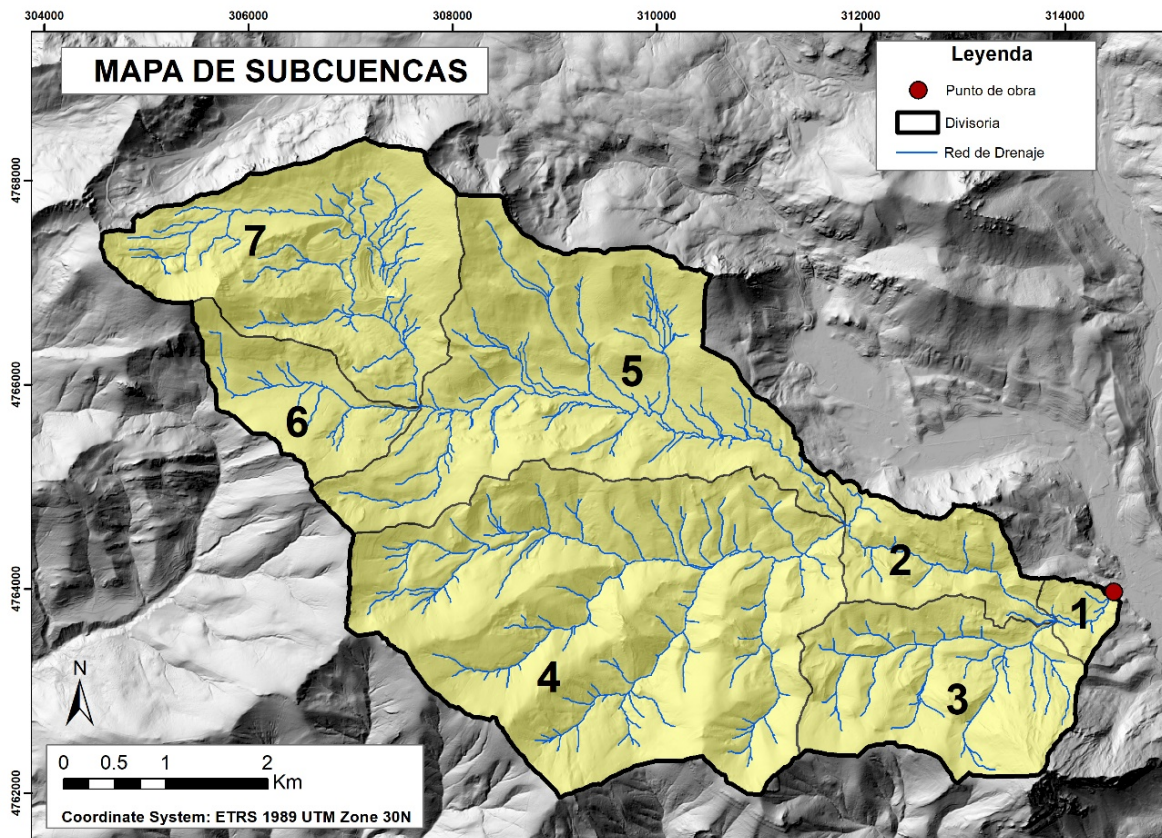 304000 306000 308000 310000 312000 314000
MAPA DE SUBCUENCAS
Leyenda
Punto de obra
Divisoria
Red de Drenaje
4768000
4766000
4764000
4762000
7
5
6
2
1
4
3
N
0 0.5 1 2
Km
Coordinate System: ETRS 1989 UTM Zone 30N